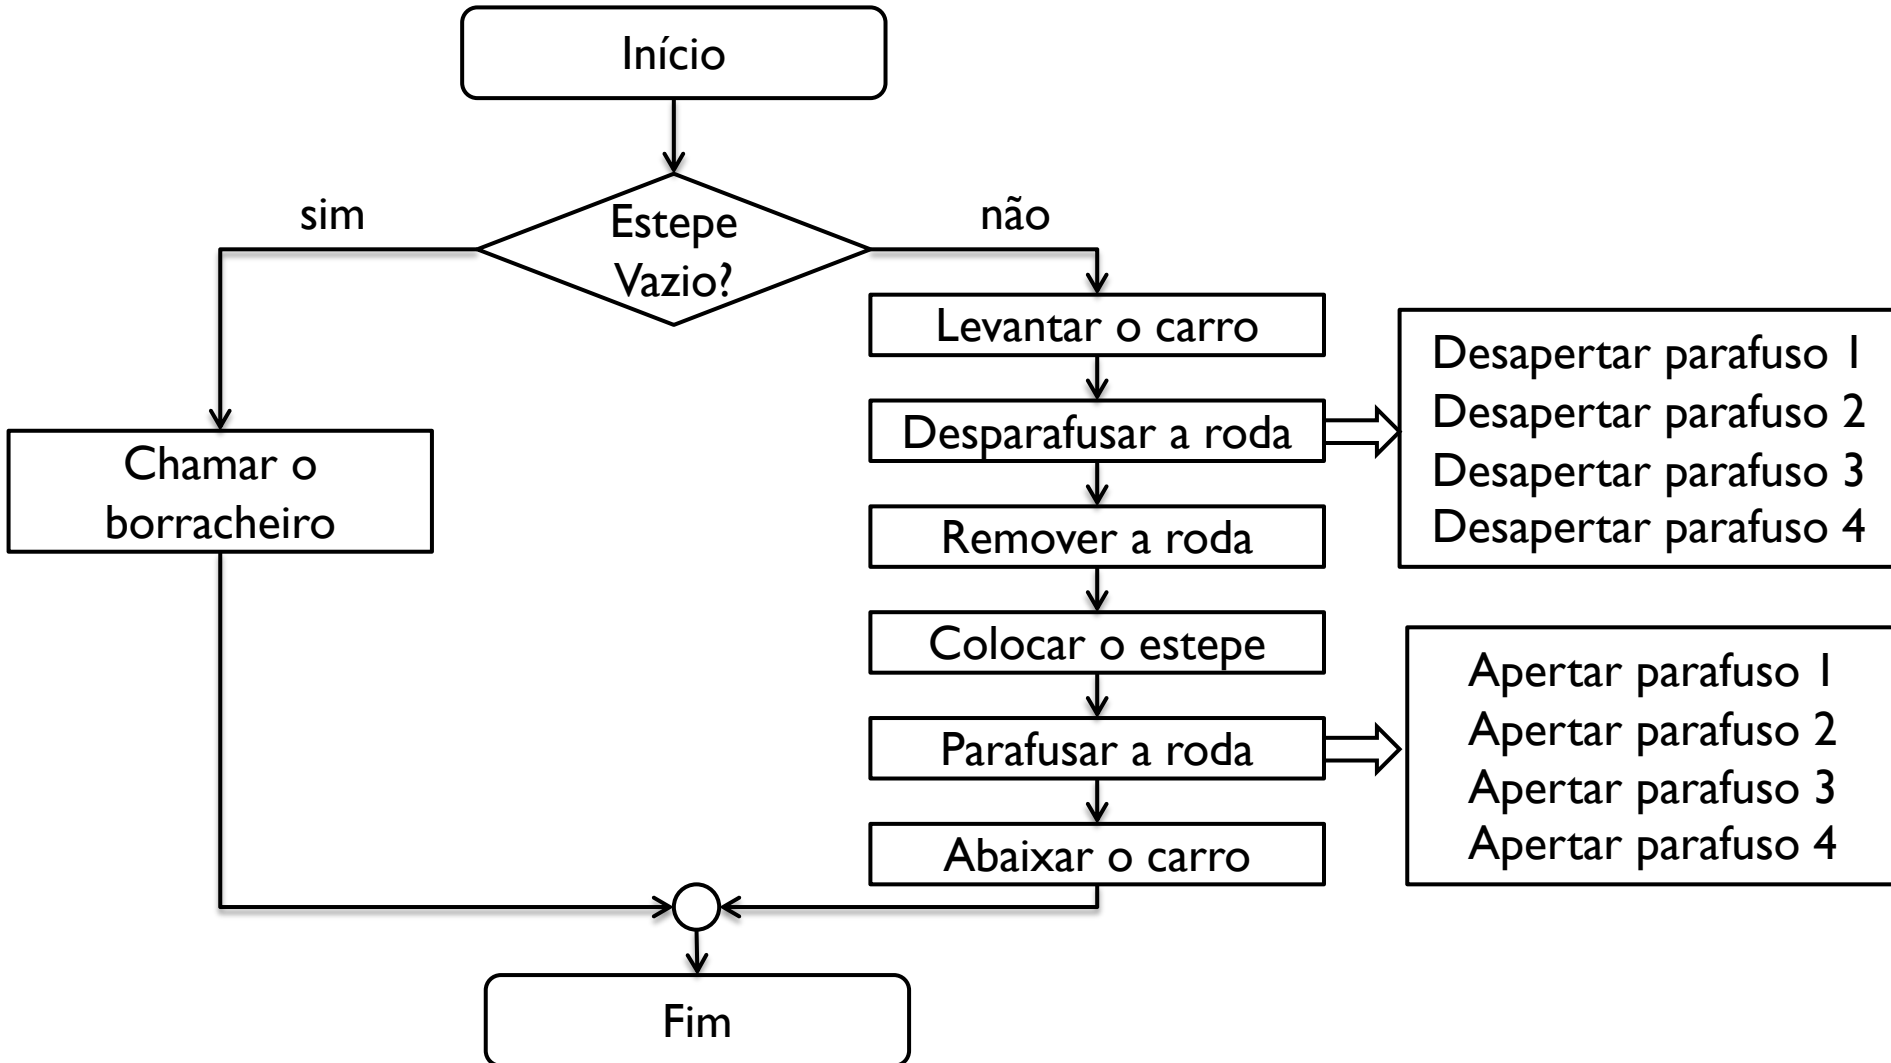 Início
Estepe
Vazio?
sim
não
Chamar o
borracheiro
Levantar o carro
Desparafusar a roda
Desapertar parafuso 1
Desapertar parafuso 2
Desapertar parafuso 3
Desapertar parafuso 4
Remover a roda
Colocar o estepe
Parafusar a roda
Apertar parafuso 1
Apertar parafuso 2
Apertar parafuso 3
Apertar parafuso 4
Abaixar o carro
Fim